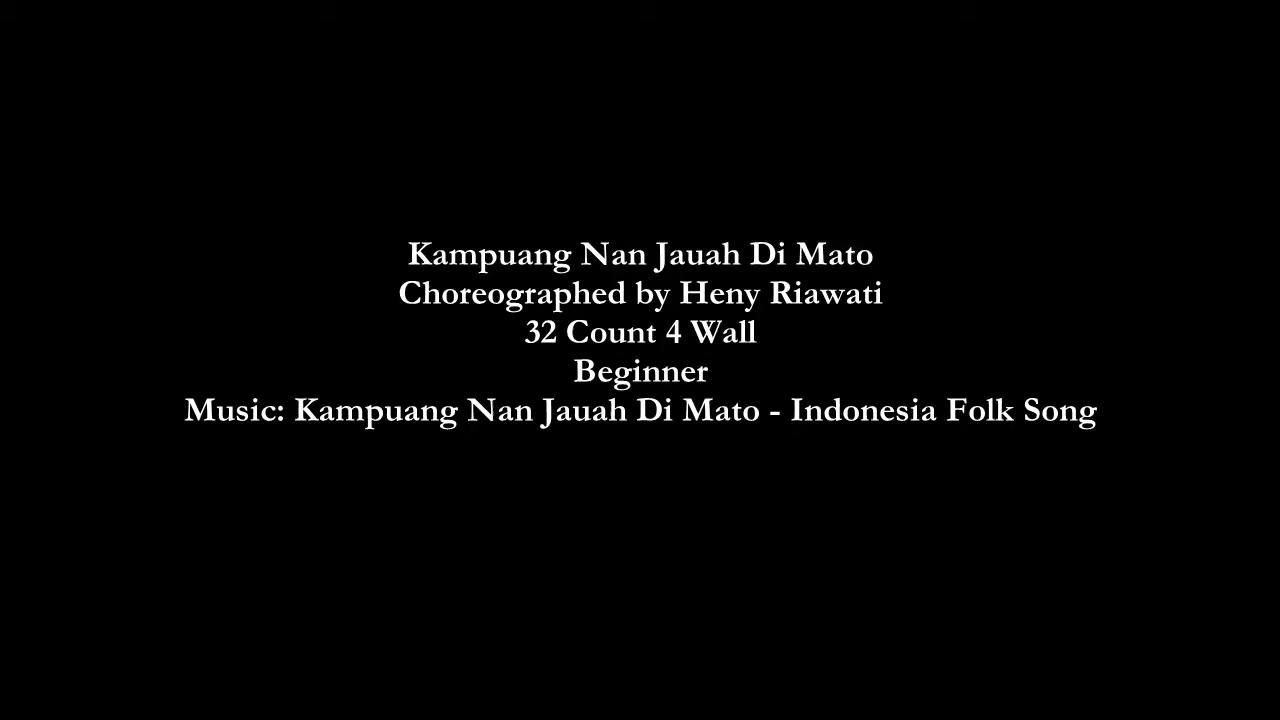 Kampuang Nan Jauah Di Mato
Choreographed by Heny Riawati
32 Count 4 Wall
Beginner
Music: Kampuang Nan Jauah Di Mato - Indonesia Folk Song